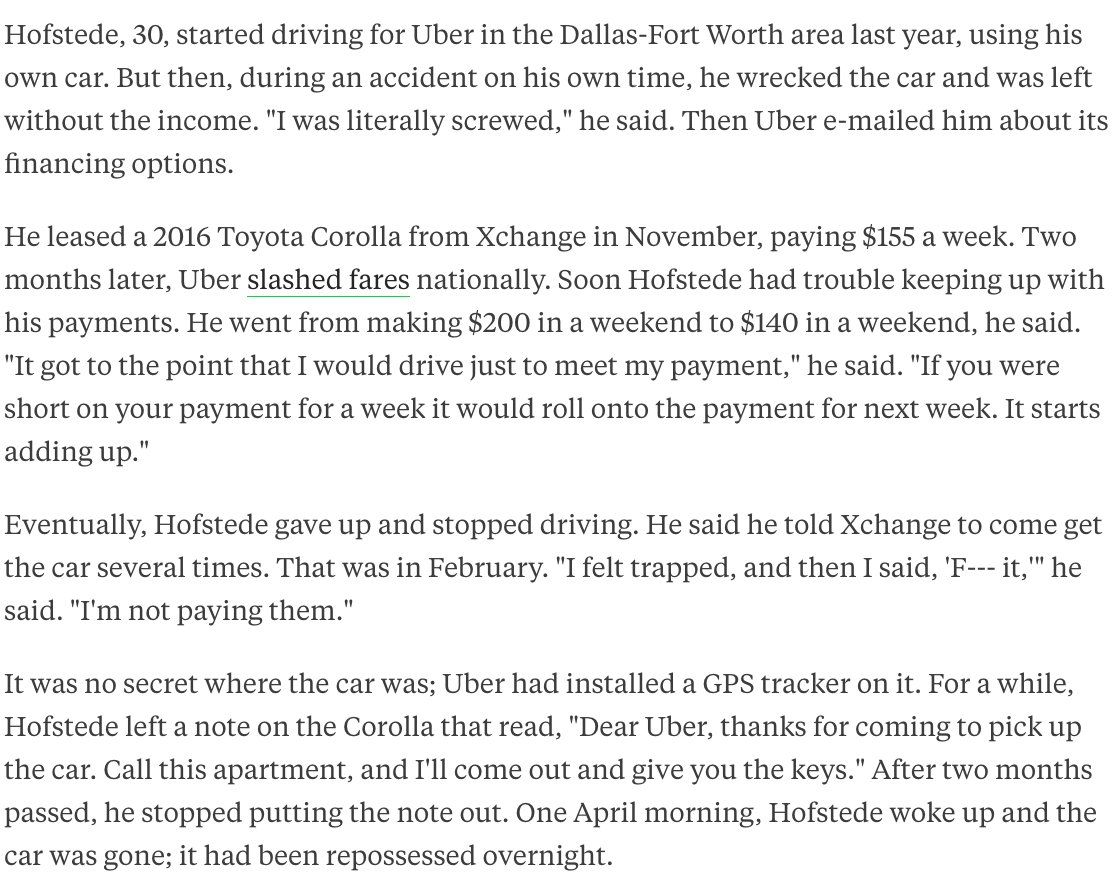 Hofstede, 30, started driving for Uber in the Dallas-Fort Worth area last year, using his
own car. But then, during an accident on his own time, he wrecked the car and was left
without the income. "I was literally screwed," he said. Then Uber e-mailed him about its
financing options.
He leased a 2016 Toyota Corolla from Xchange in November, paying $155 a week. Two
months later, Uber slashed fares nationally. Soon Hofstede had trouble keeping up with
his payments. He went from making $200 in a weekend to $140 in a weekend, he said.
"It got to the point that I would drive just to meet my payment," he said. "If you were
short on your payment for a week it would roll onto the payment for next week. It starts
adding up."
Eventually, Hofstede gave up and stopped driving. He said he told Xchange to come get
the car several times. That was in February. "I felt trapped, and then I said, 'F--- it,'" he
said. "I'm not paying them."
It was no secret where the car was; Uber had installed a GPS tracker on it. For a while,
Hofstede left a note on the Corolla that read, "Dear Uber, thanks for coming to pick up
the car. Call this apartment, and I'll come out and give you the keys." After two months
passed, he stopped putting the note out. One April morning, Hofstede woke up and the
car was gone; it had been repossessed overnight.